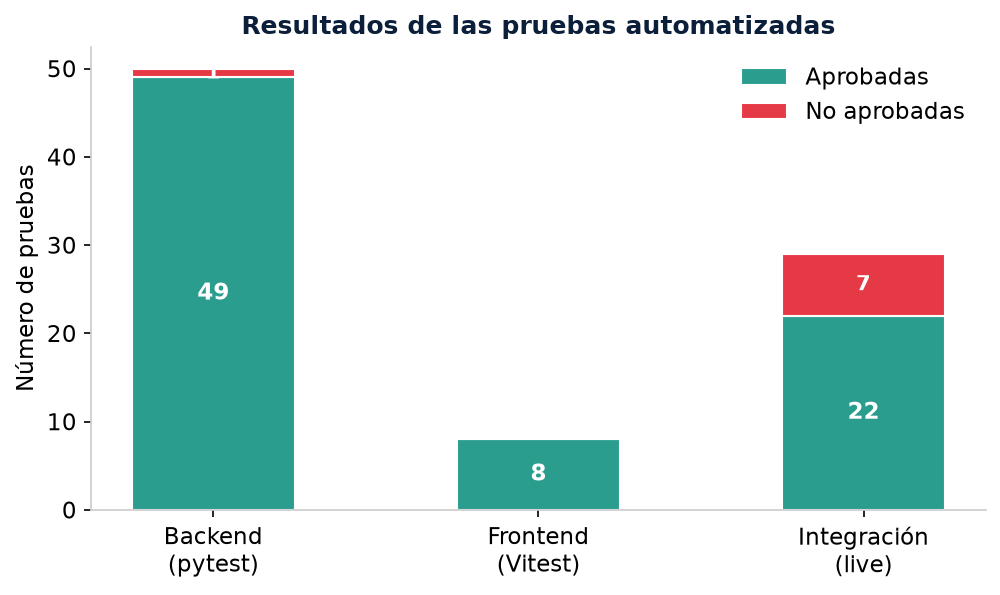 Resultados de las pruebas automatizadas
Número de pruebas
50
40
30
20
10
0
1
49
8
7
22
Aprobadas
No aprobadas
Backend
(pytest)
Frontend
(Vitest)
Integración
(live)